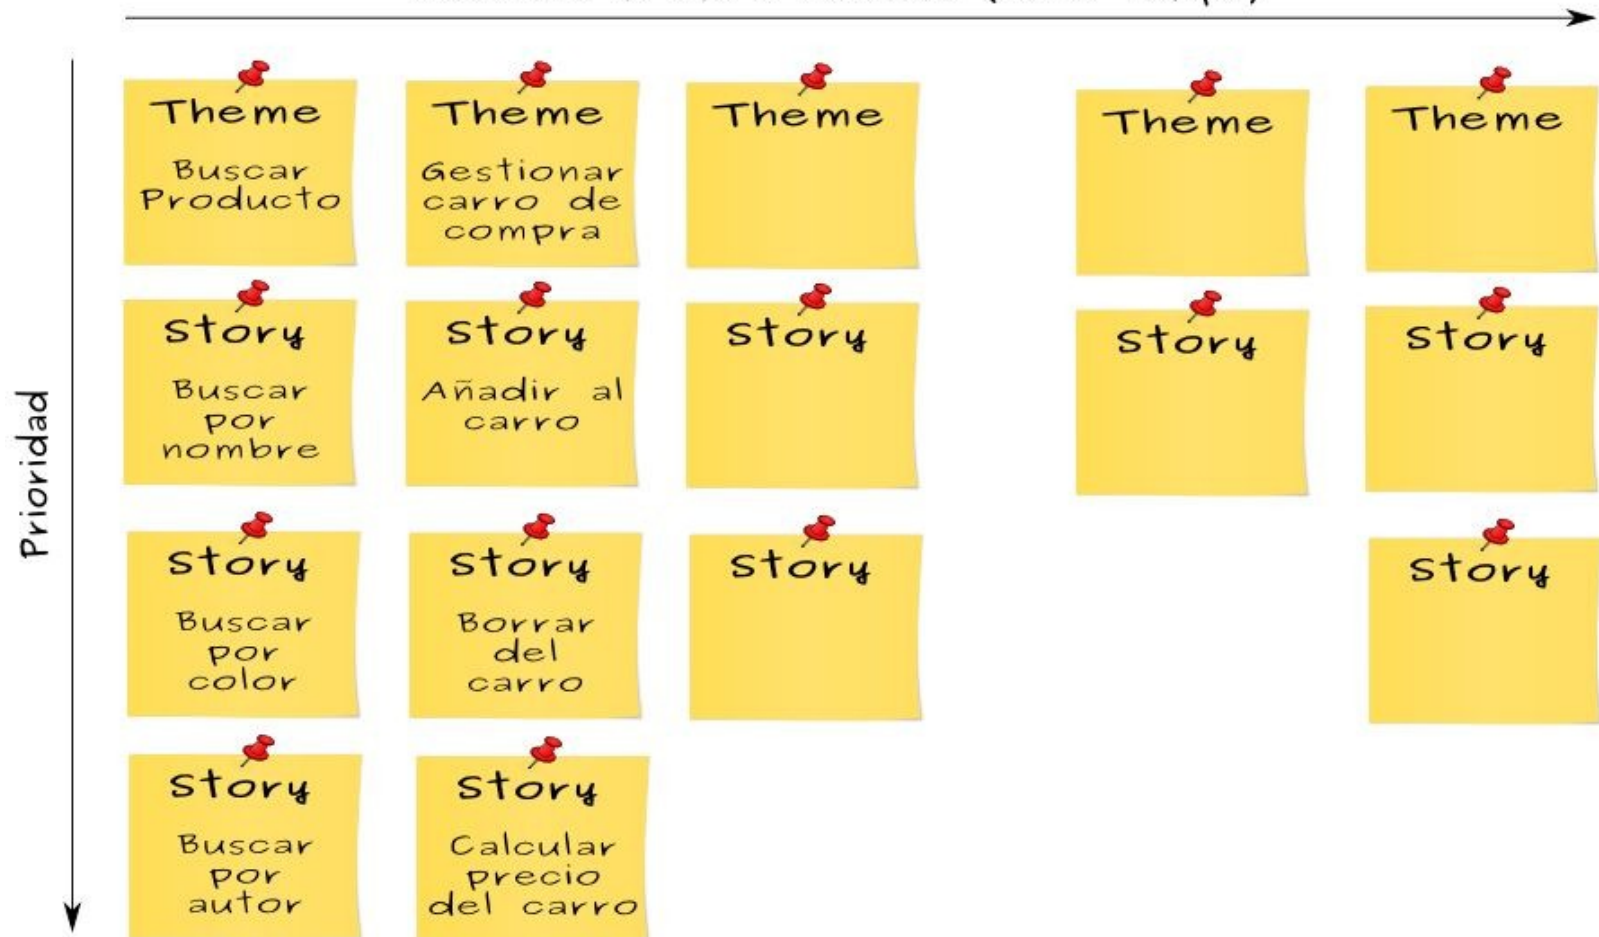 Prioridad
Theme
Buscar
Producto
Theme
Gestionar
carro de
compra
Theme
Theme
Theme
Story
Buscar
por
nombre
Story
Añadir al
carro
Story
Story
Story
Story
Buscar
por
color
Story
Borrar
del
carro
Story
Story
Story
Buscar
por
autor
Story
Calcular
precio
del carro